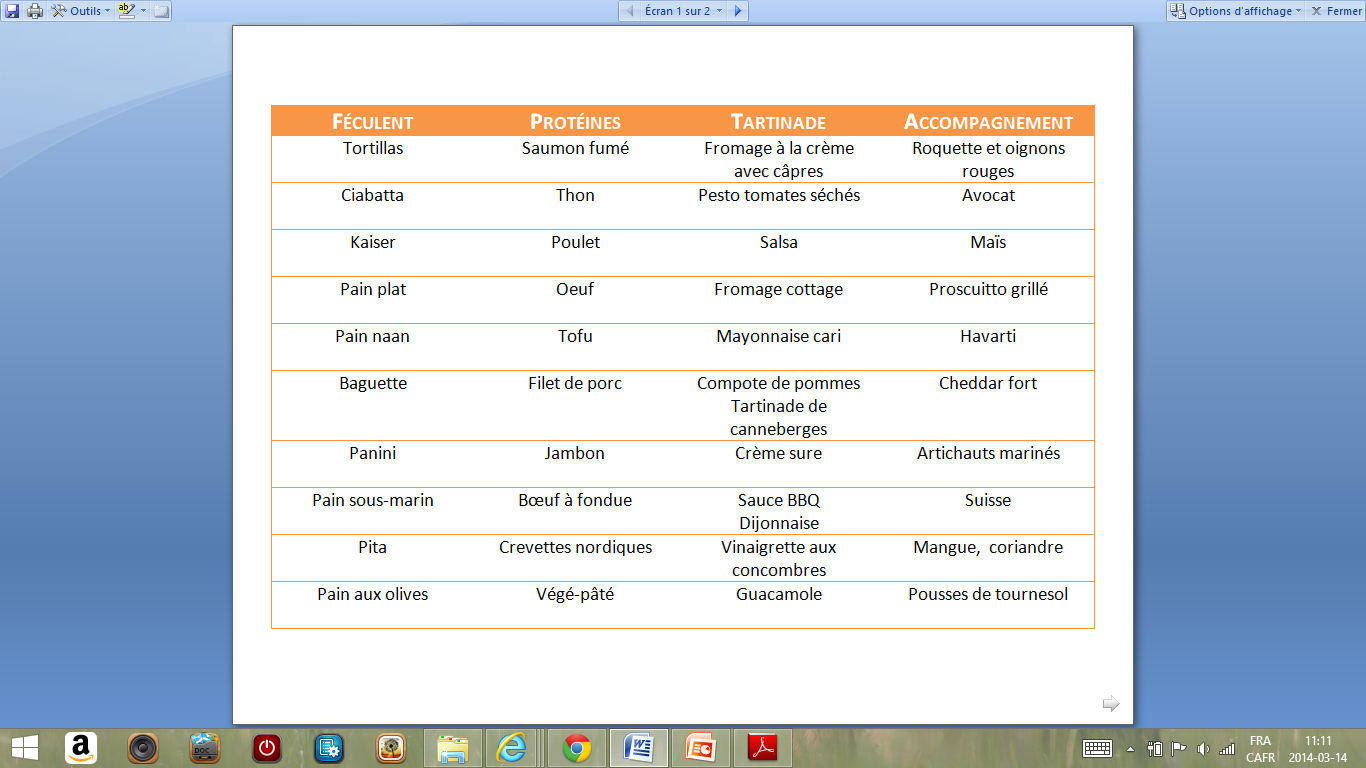 Outils
Écran 1 sur 2
Options d'affichage
Fermer
FÉCULENT PROTÉINES TARTINADE ACCOMPAGNEMENT
Tortillas Saumon fumé Fromage à la crème Roquette et oignons
avec câpres rouges
Ciabatta Thon Pesto tomates séchés Avocat
Kaiser Poulet Salsa Maïs
Pain plat Oeuf Fromage cottage Proscuitto grillé
Pain naan Tofu Mayonnaise cari Havarti
Baguette Filet de porc Compote de pommes Cheddar fort
Tartinade de
canneberges
Panini Jambon Crème sure Artichauts marinés
Pain sous-marin Bœuf à fondue Sauce BBQ Suisse
Dijonnaise
Pita Crevettes nordiques Vinaigrette aux Mangue, coriandre
concombres
Pain aux olives Végé-pâté Guacamole Pousses de tournesol
FRA 11:11
CAFR 2014-03-14